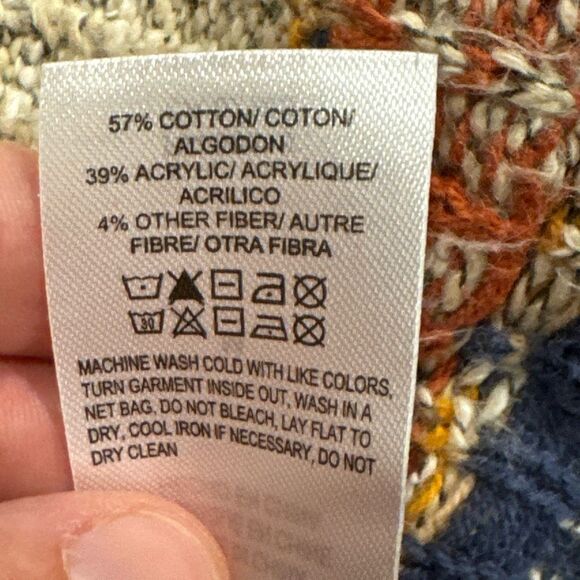 57% COTTON/ COTON/
ALGODON
39% ACRYLIC/ ACRYLIQUE/
ACRILICO
4% OTHER FIBER/ AUTRE
FIBRE/ OTRA FIBRA
30
MACHINE WASH COLD WITH LIKE COLORS,
TURN GARMENT INSIDE OUT, WASH IN A
NET BAG, DO NOT BLEACH, LAY FLAT TO
DRY, COOL IRON IF NECESSARY, DO NOT
DRY CLEAN